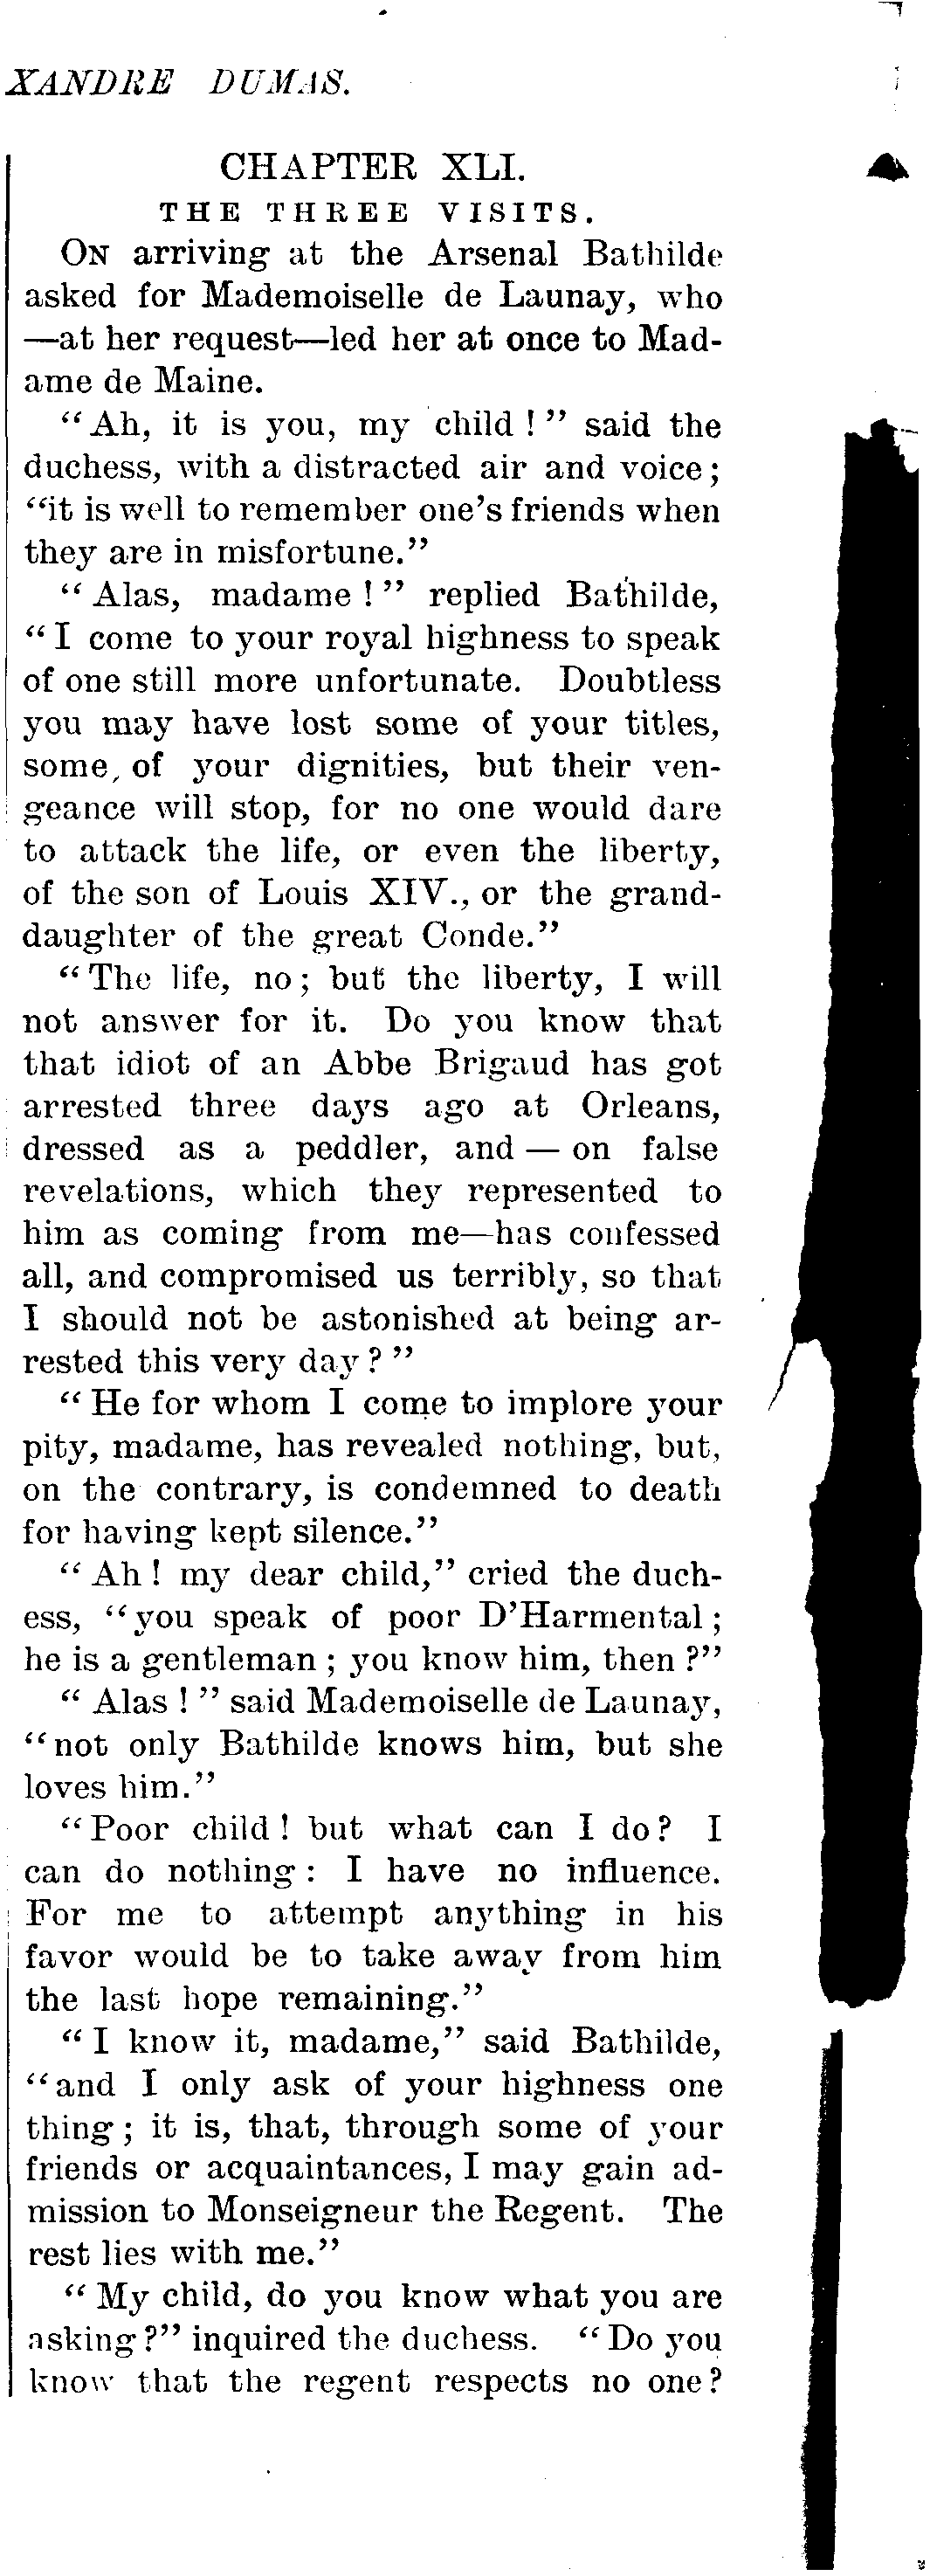 XANDRE DUMAS.
CHAPTER XLI.
THE THREE VISITS.
ON arriving at the Arsenal Bathilde
asked for Mademoiselle de Launay, who
—at her request—led her at once to Mad-
ame de Maine.
"Ah, it is you, my child!" said the
duchess, with a distracted air and voice;
"it is well to remember one's friends when
they are in misfortune."
"Alas, madame!" replied Bathilde,
"I come to your royal highness to speak
of one still more unfortunate. Doubtless
you may have lost some of your titles,
some, of your dignities, but their ven-
geance will stop, for no one would dare
to attack the life, or even the liberty,
of the son of Louis XIV., or the grand-
daughter of the great Conde."
"The life, no; but the liberty, I will
not answer for it. Do you know that
that idiot of an Abbe Brigaud has got
arrested three days ago at Orleans,
dressed as a peddler, and — on false
revelations, which they represented to
him as coming from me—has confessed
all, and compromised us terribly, so that
I should not be astonished at being ar-
rested this very day?"
"He for whom I come to implore your
pity, madame, has revealed nothing, but,
on the contrary, is condemned to death
for having kept silence."
"Ah! my dear child," cried the duch-
ess, "you speak of poor D'Harmental;
he is a gentleman; you know him, then?"
"Alas!" said Mademoiselle de Launay,
"not only Bathilde knows him, but she
loves him."
"Poor child! but what can I do? I
can do nothing: I have no influence.
For me to attempt anything in his
favor would be to take away from him
the last hope remaining."
"I know it, madame," said Bathilde,
"and I only ask of your highness one
thing; it is, that, through some of your
friends or acquaintances, I may gain ad-
mission to Monseigneur the Regent. The
rest lies with me."
"My child, do you know what you are
asking?" inquired the duchess. "Do you
know that the regent respects no one?